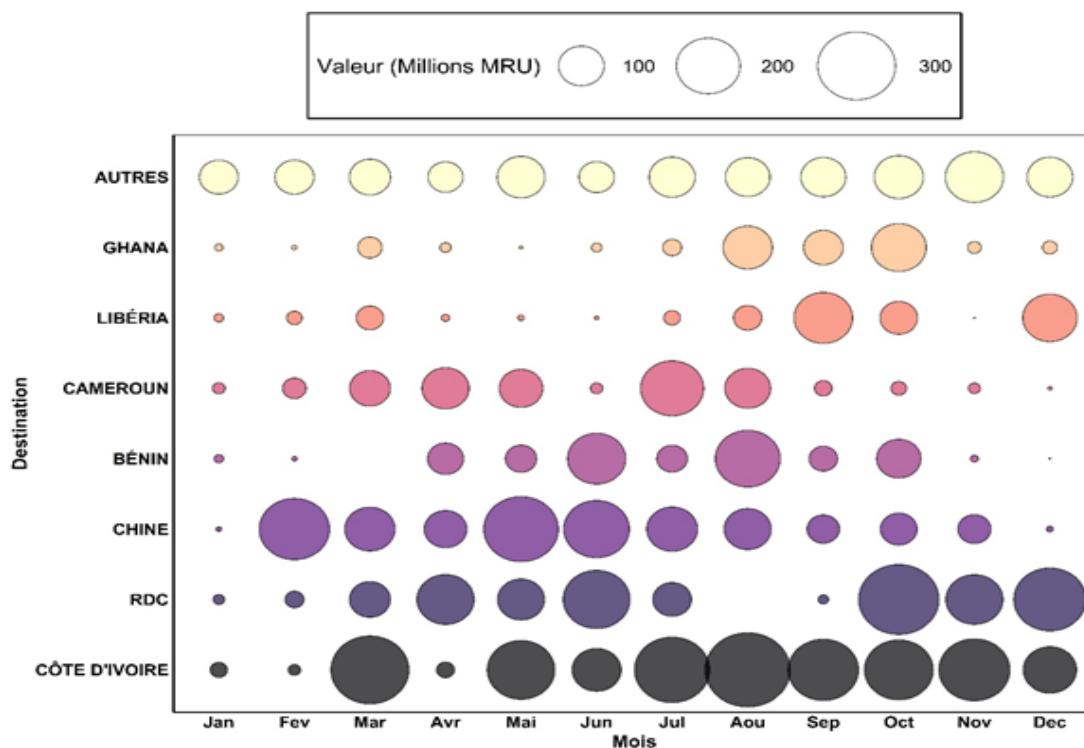 Valeur (Millions MRU) 100 200 300
AUTRES
GHANA
LIBÉRIA
CAMEROUN
BÉNIN
CHINE
RDC
CÔTE D'IVOIRE
Destination
Jan Fev Mar Avr Mai Jun Jul Aou Sep Oct Nov Dec
Mois